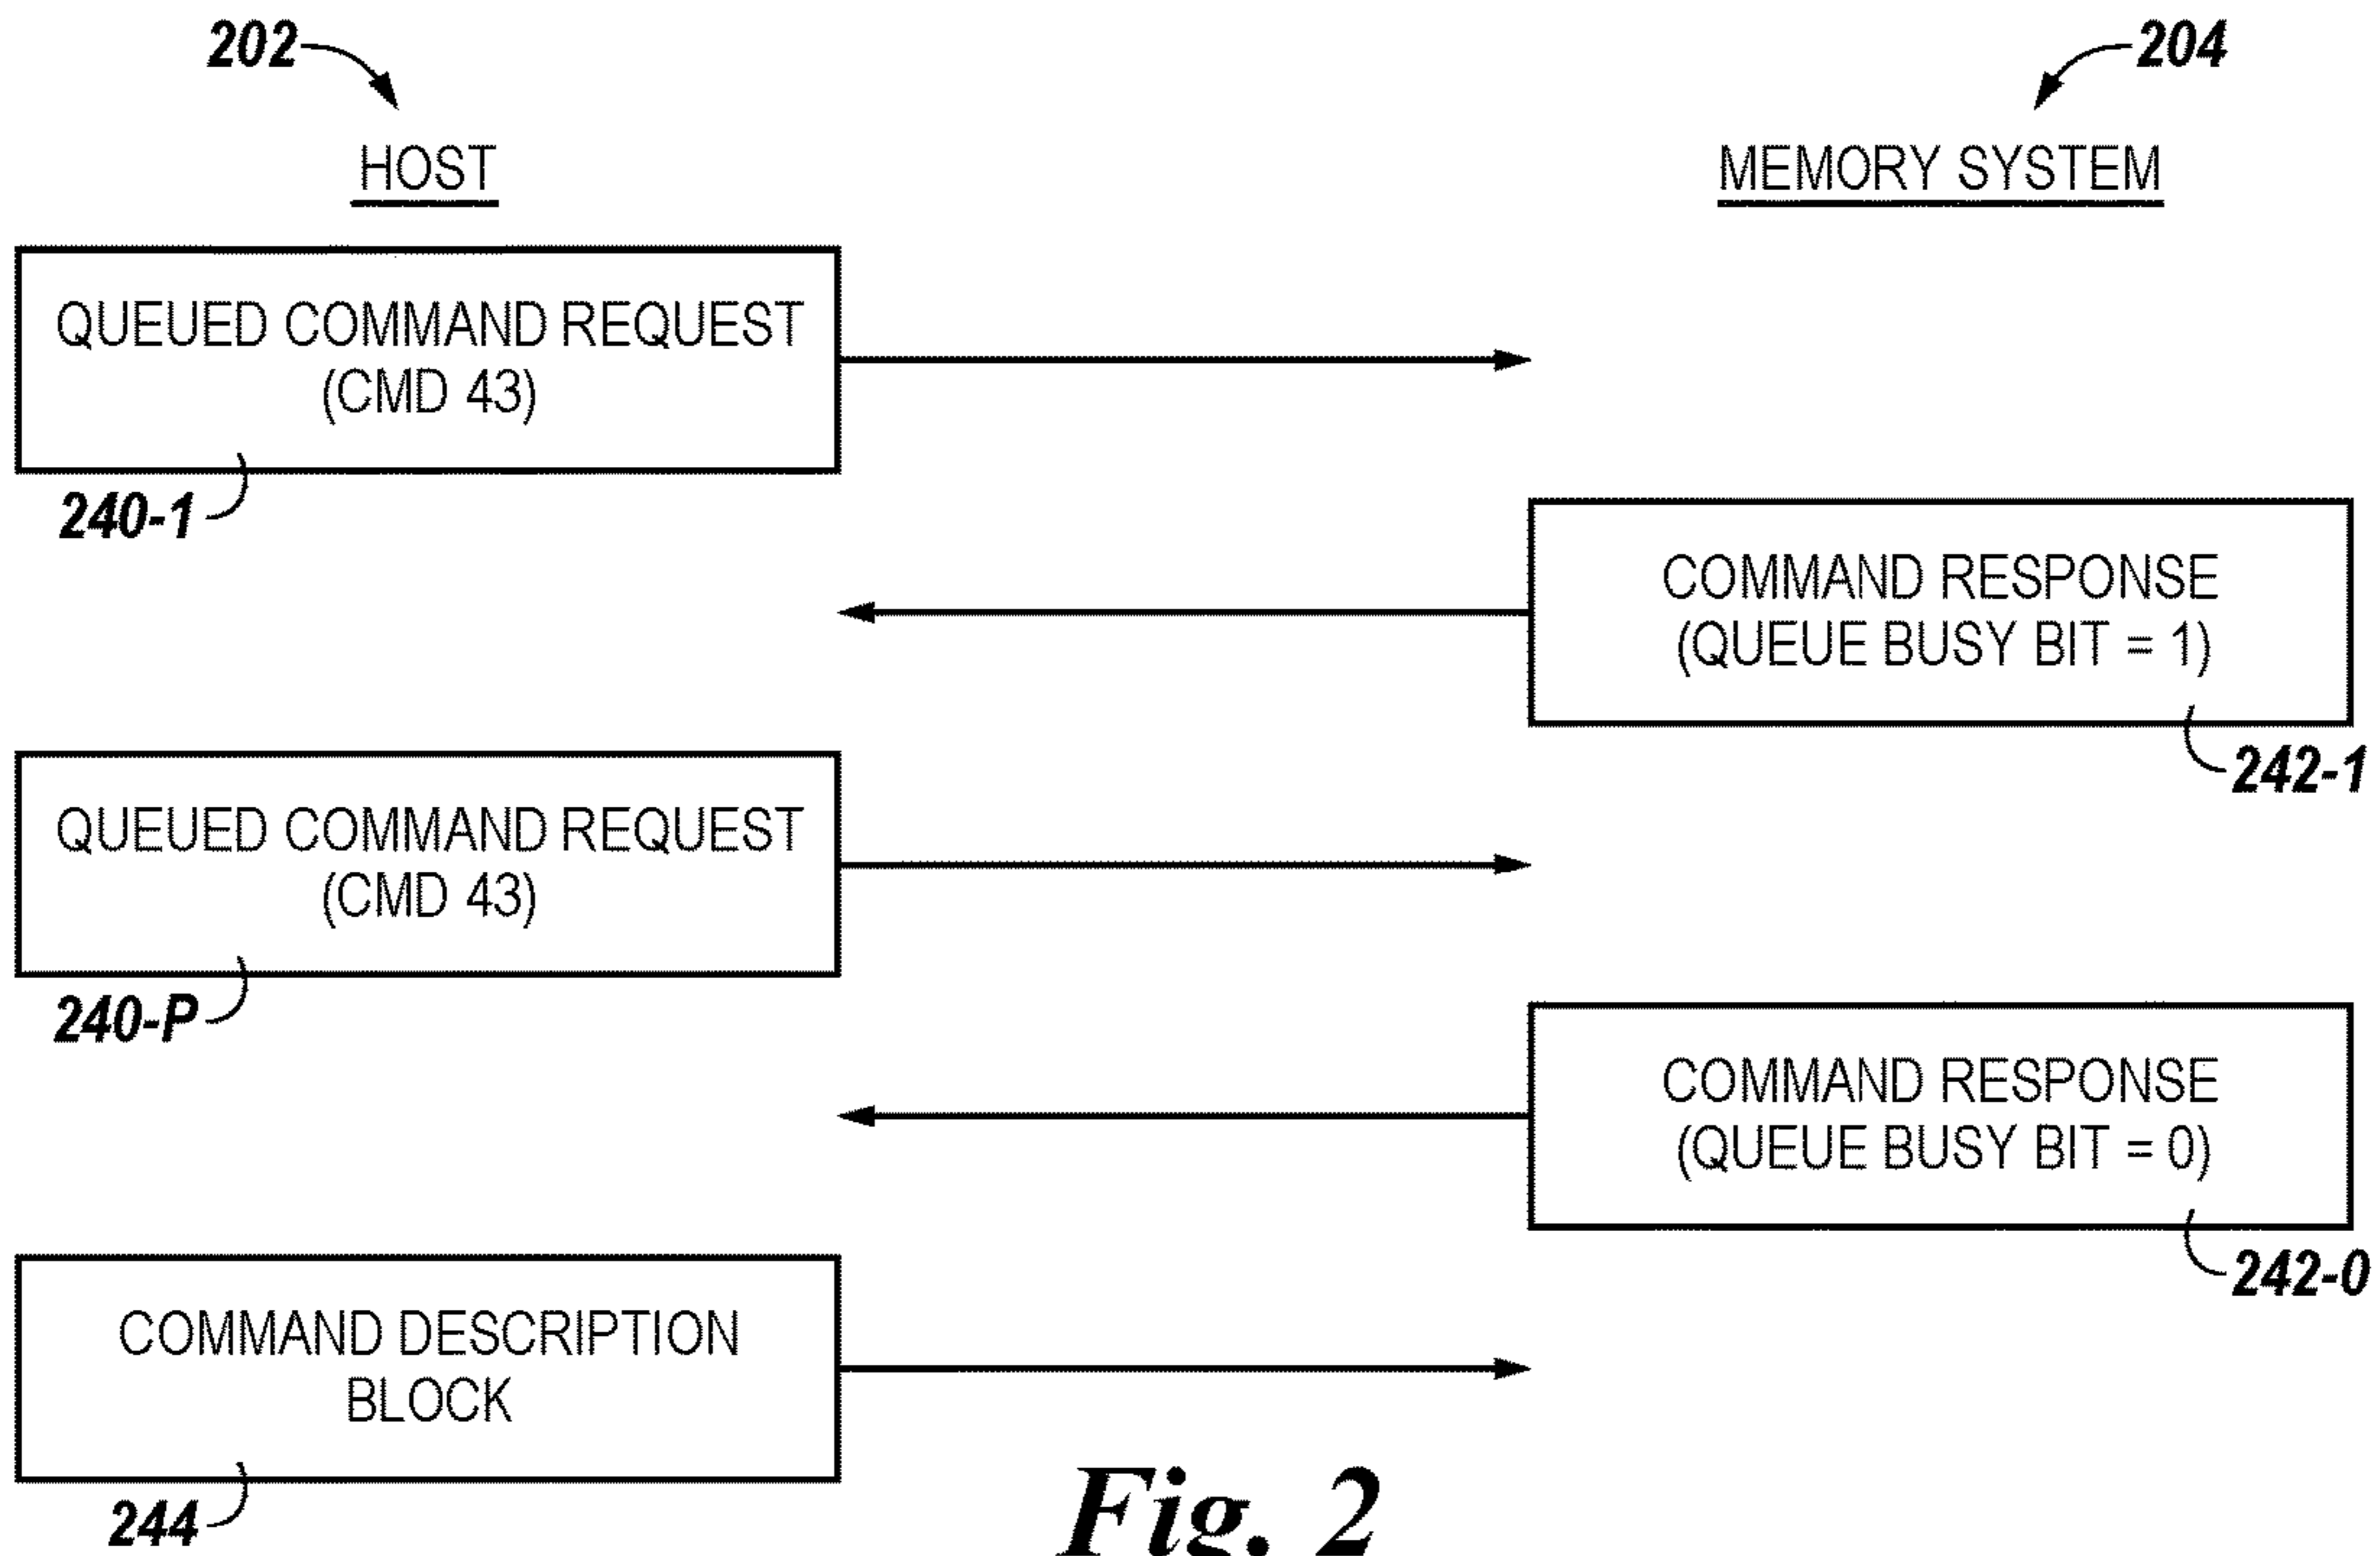 202
204
HOST
MEMORY SYSTEM
QUEUED COMMAND REQUEST
(CMD 43)
240-1
COMMAND RESPONSE
(QUEUE BUSY BIT = 1)
242-1
QUEUED COMMAND REQUEST
(CMD 43)
240-P
COMMAND RESPONSE
(QUEUE BUSY BIT = 0)
242-0
COMMAND DESCRIPTION
BLOCK
244
Fig. 2